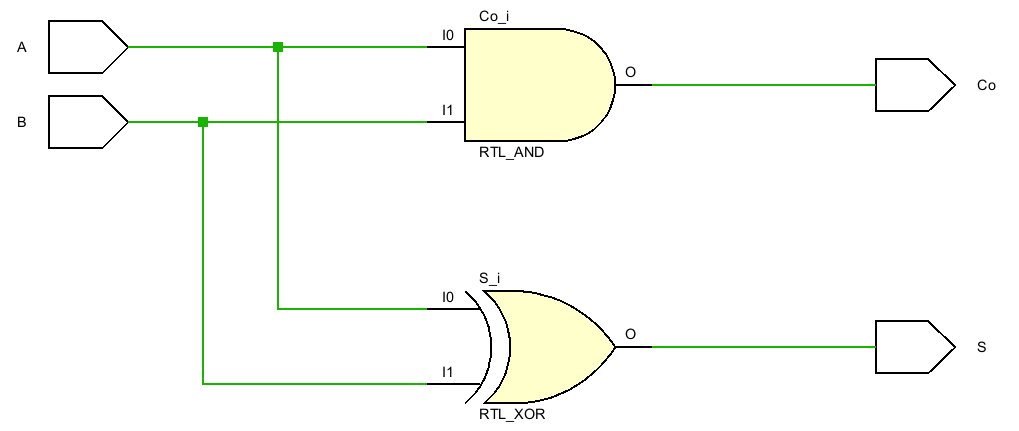 Co_i
A
I0
O
Co
B
I1
RTL_AND
S_i
I0
O
S
I1
RTL_XOR